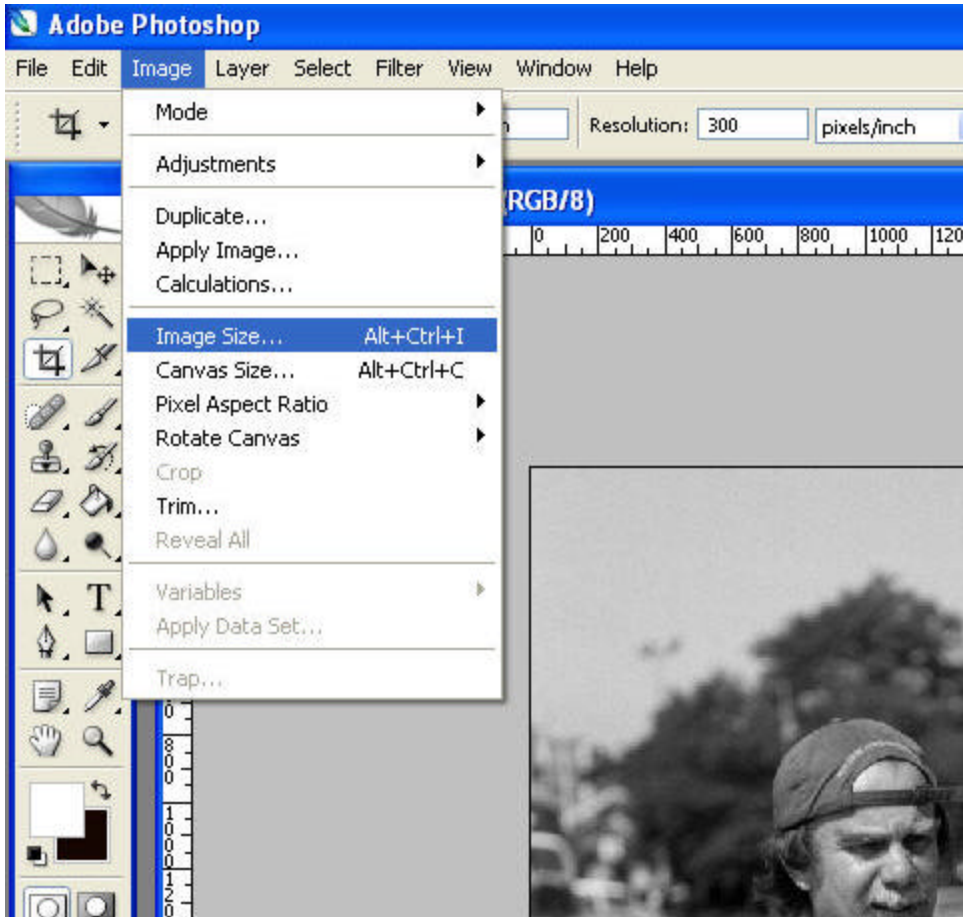 Adobe Photoshop
File Edit Image Layer Select Filter View Window Help
Resolution: 300 pixels/inch
Mode
Adjustments
(RGB/8)
Duplicate...
0 200 400 600 800 1000
Apply Image...
Calculations...
Image Size... Alt+Ctrl+I
Canvas Size... Alt+Ctrl+C
Pixel Aspect Ratio
Rotate Canvas
Crop
Trim...
Reveal All
Variables
Apply Data Set...
Trap...
T
800
1000